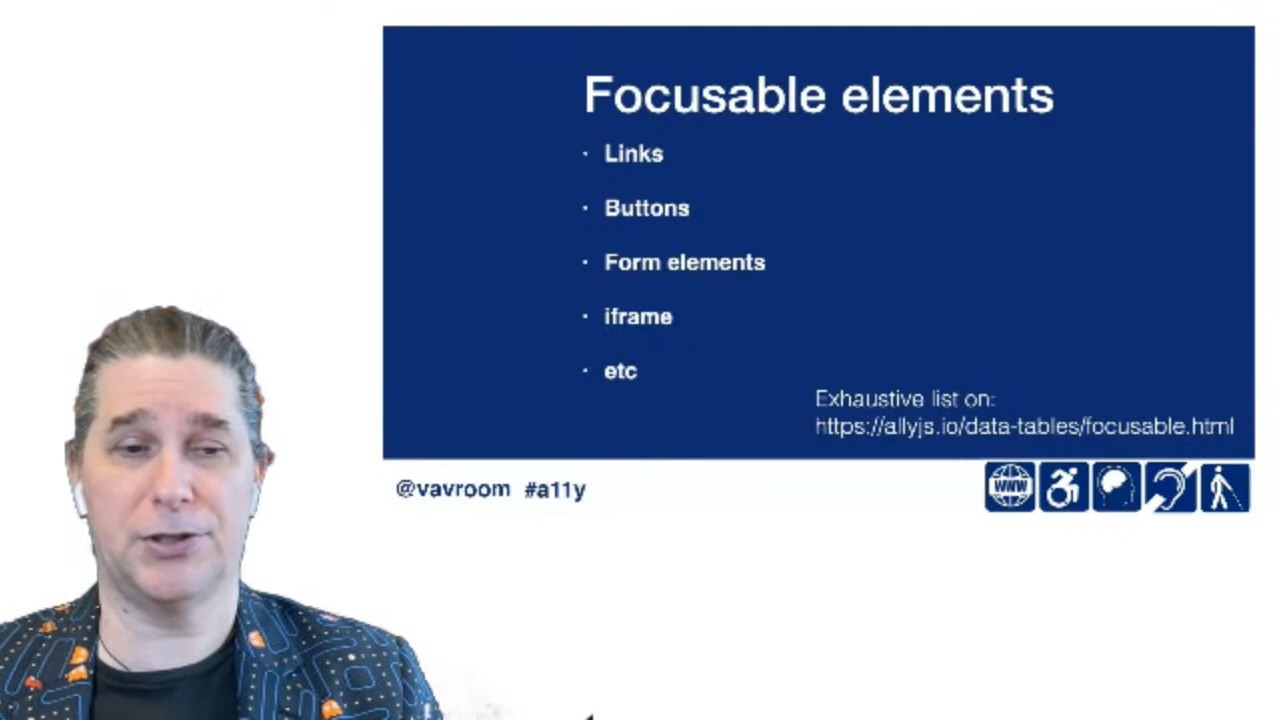 Focusable elements
· Links
· Buttons
· Form elements
· iframe
· etc
Exhaustive list on:
https://allyjs.io/data-tables/focusable.html
@vavroom #a11y
WWW